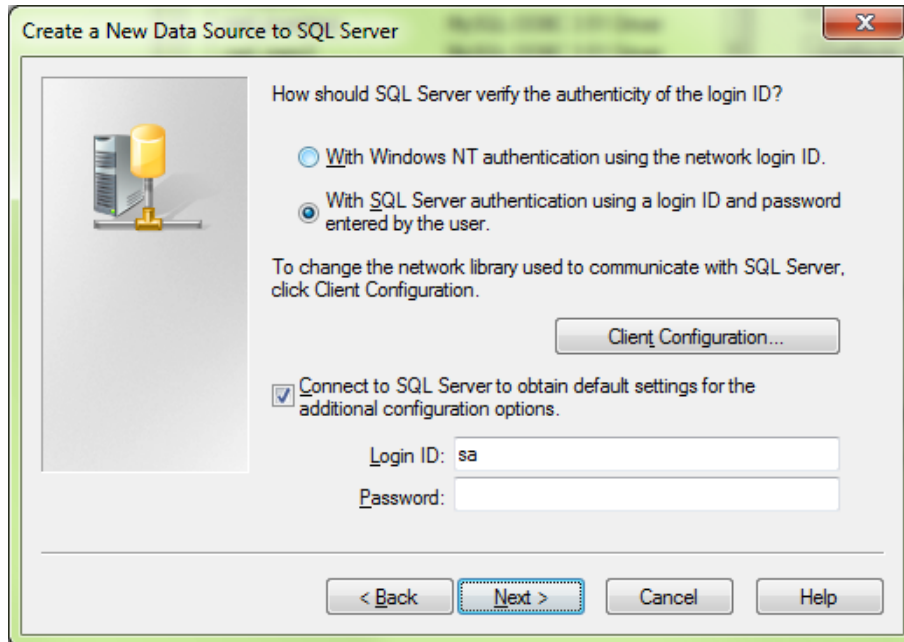 Create a New Data Source to SQL Server
How should SQL Server verify the authenticity of the login ID?
With Windows NT authentication using the network login ID.
With SQL Server authentication using a login ID and password
entered by the user.
To change the network library used to communicate with SQL Server,
click Client Configuration.
Client Configuration...
Connect to SQL Server to obtain default settings for the
additional configuration options.
Login ID: sa
Password:
< Back Next > Cancel Help